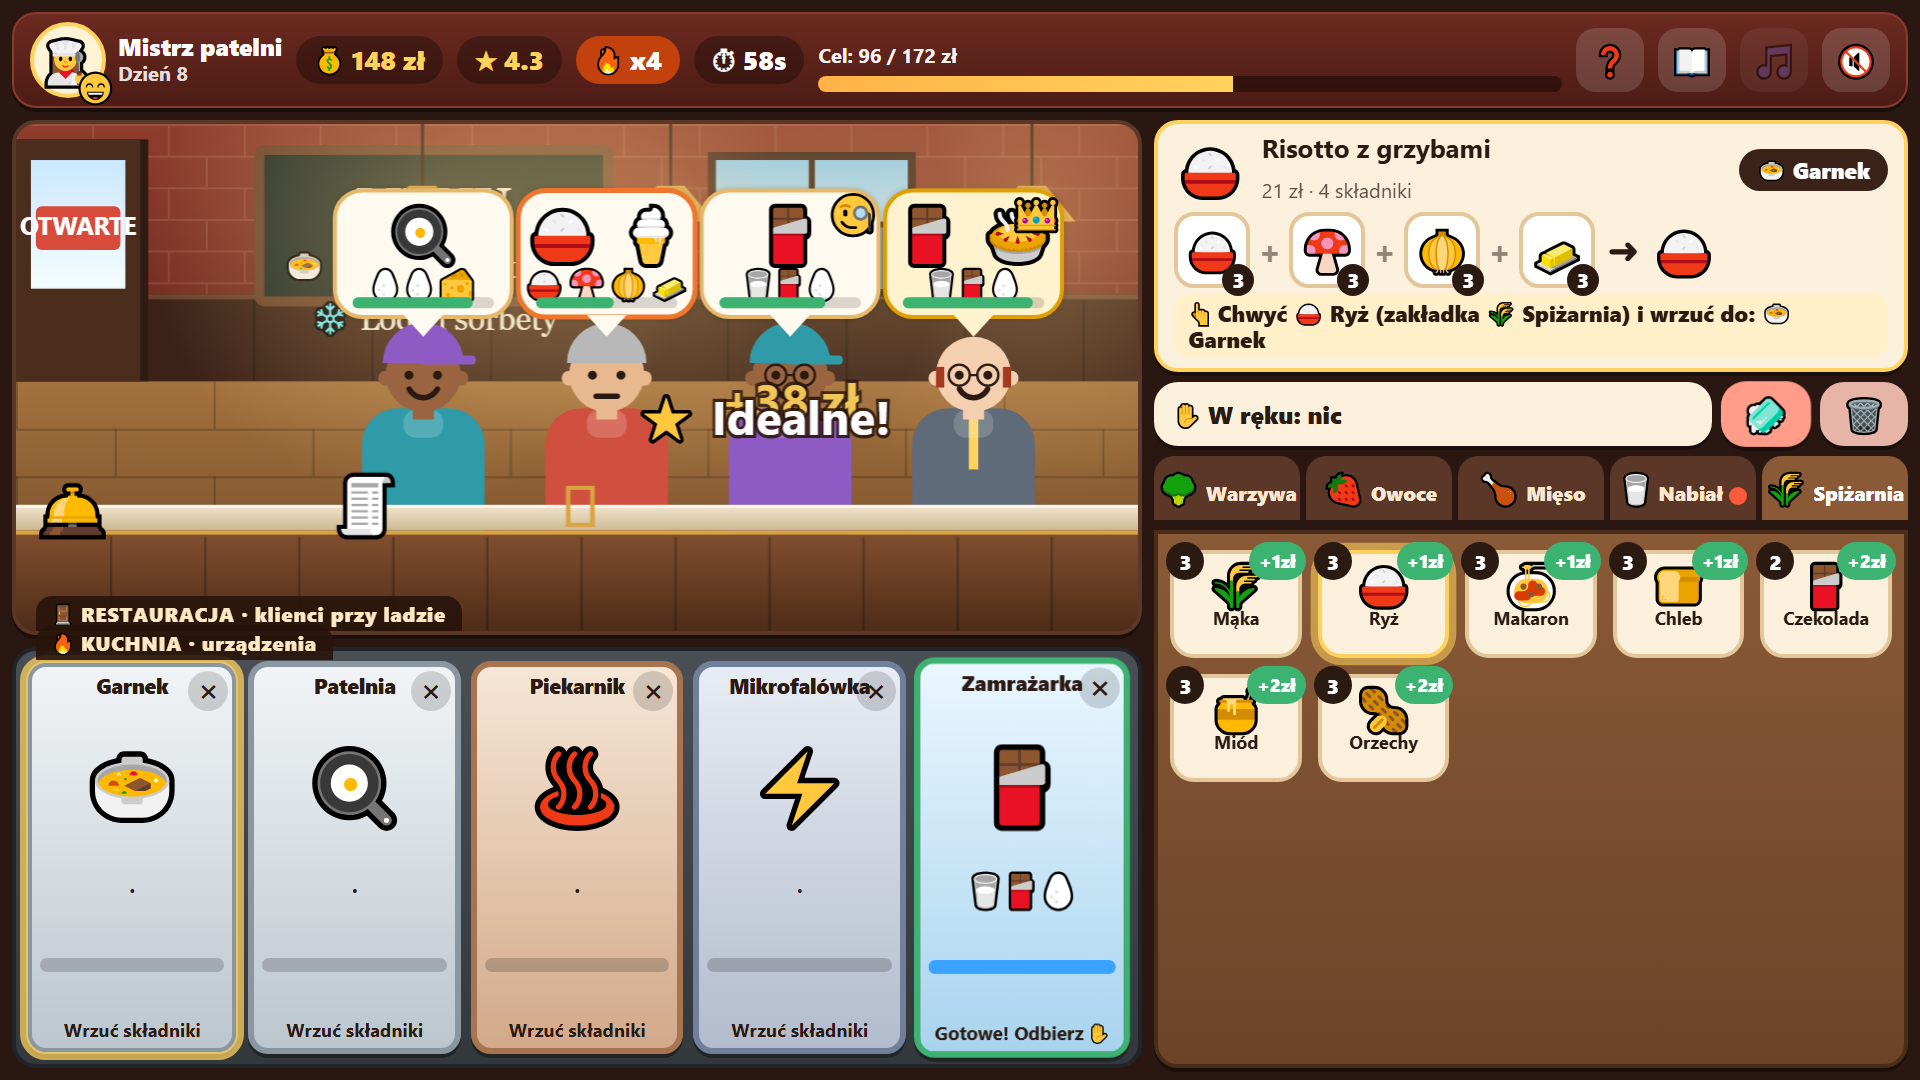 Mistrz patelni
Dzień 8
148 zł
★ 4.3
x4
58s
Cel: 96 / 172 zł
OTWARTE
+38 zł
Idealne!
RESTAURACJA · klienci przy ladzie
KUCHNIA · urządzenia
Garnek
Wrzuć składniki
Patelnia
Wrzuć składniki
Piekarnik
Wrzuć składniki
Mikrofalówka
Wrzuć składniki
Zamrażarka
Gotowe! Odbierz
Risotto z grzybami
21 zł · 4 składniki
Garnek
3 + 3 + 3 + 3 →
Chwyć Ryż (zakładka Spiżarnia) i wrzuć do:
Garnek
W ręku: nic
Warzywa
Owoce
Mięso
Nabiał
Spiżarnia
3 +1zł
Mąka
3 +1zł
Ryż
3 +1zł
Makaron
3 +1zł
Chleb
2 +2zł
Czekolada
3 +2zł
Miód
3 +2zł
Orzechy